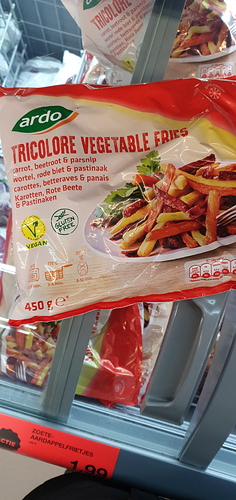 ardo
TRICOLORE VEGETABLE FRIES
carrot, beetroot & parsnip
wortel, rode biet & pastinaak
carottes, betteraves & panais
Karotten, Rote Beete
& Pastinaken
VEGAN
GLUTEN
FREE
450 g e
ZOETE-
AARDAPPELFRIETJES
1.99